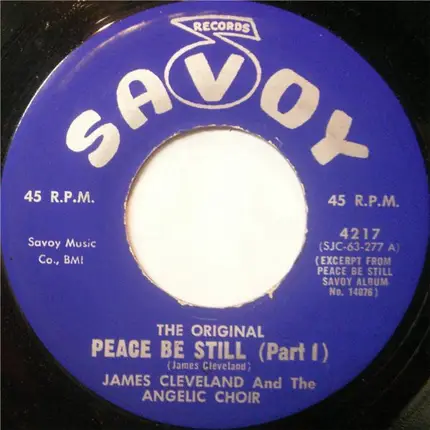 RECORDS
SAVOY
45 R.P.M.
45 R.P.M.
Savoy Music
Co., BMI
4217
(SJC-63-277 A)
(EXCERPT FROM
PEACE BE STILL
SAVOY ALBUM
No. 14076)
THE ORIGINAL
PEACE BE STILL (Part I)
(James Cleveland)
JAMES CLEVELAND And The
ANGELIC CHOIR